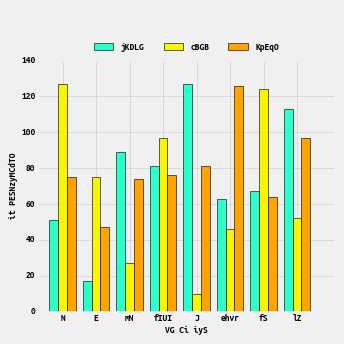 jKDLG c8GB KpEqO
140
120
100
80
60
40
20
0
it PESNzyMCdTO
N E mN fIUI J ehvr fS lZ
VG Ci iyS